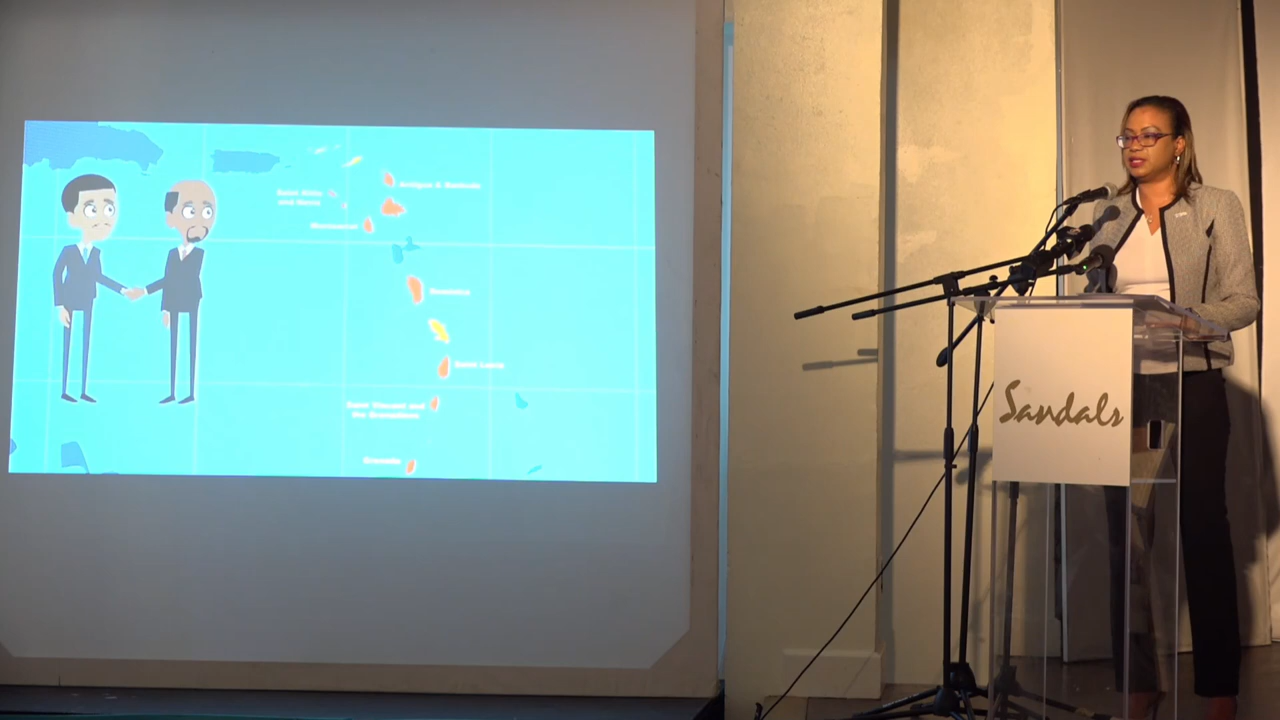 Saint Kitts
and Nevis
Antigua & Barbuda
Montserrat
Dominica
Saint Lucia
Saint Vincent and
the Grenadines
Grenada
Sandals